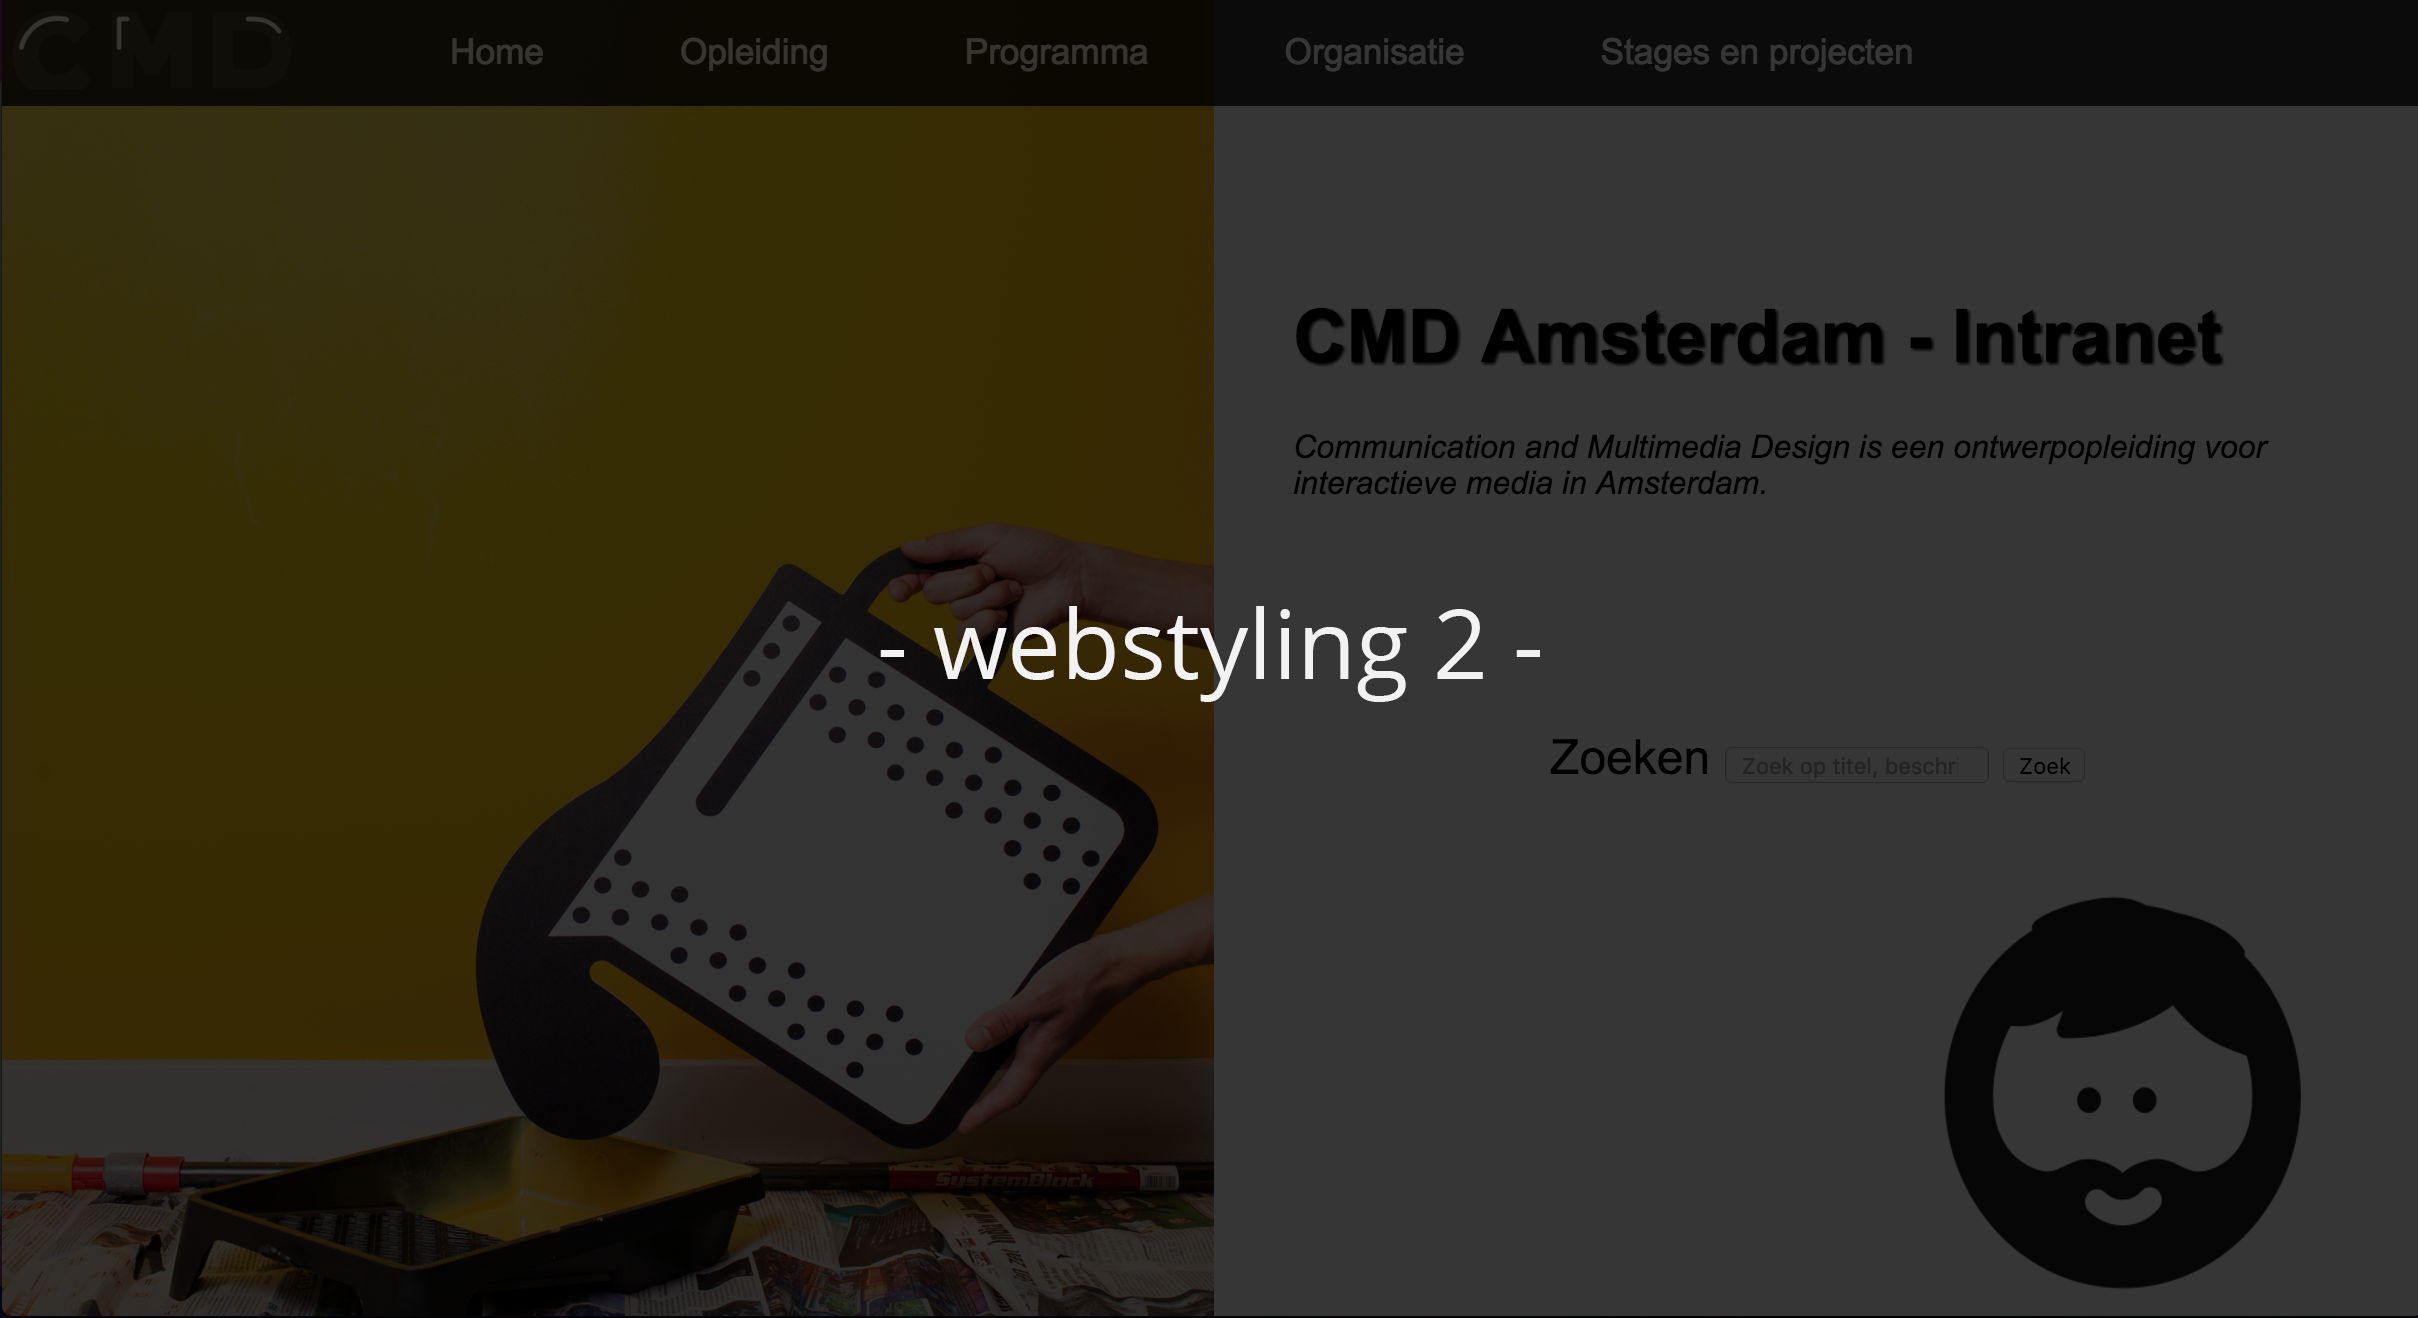 CMD
Home Opleiding Programma Organisatie Stages en projecten
CMD Amsterdam - Intranet
Communication and Multimedia Design is een ontwerpopleiding voor
interactieve media in Amsterdam.
- webstyling 2 -
Zoeken Zoek op titel, beschri Zoek
SystemBlock